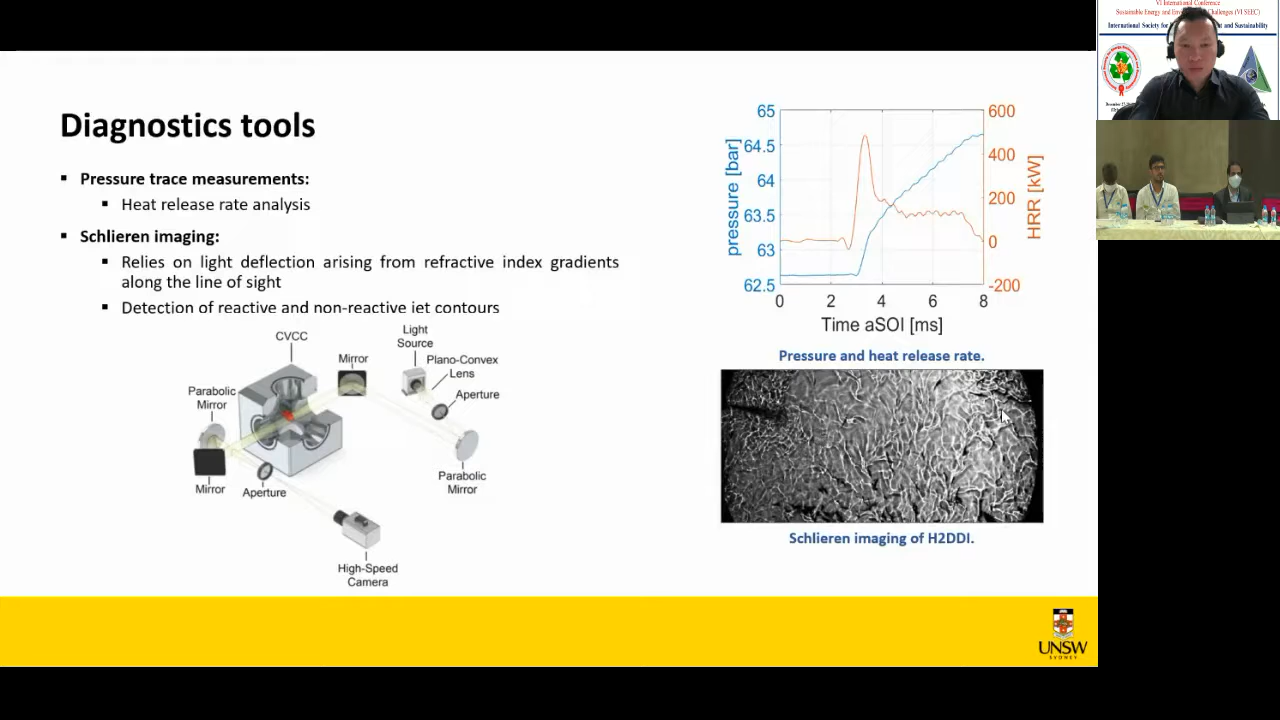 Diagnostics tools
▪ Pressure trace measurements:
▪ Heat release rate analysis
▪ Schlieren imaging:
▪ Relies on light deflection arising from refractive index gradients
along the line of sight
▪ Detection of reactive and non-reactive jet contours
CVCC
Mirror
Light
Source
Plano-Convex
Lens
Aperture
Parabolic
Mirror
Mirror
Aperture
Parabolic
Mirror
High-Speed
Camera
65
64.5
64
63.5
63
62.5
pressure [bar]
600
400
200
0
-200
HRR [kW]
0 2 4 6 8
Time aSOI [ms]
Pressure and heat release rate.
Schlieren imaging of H2DDI.
UNSW
SYDNEY
VI International Conference
Sustainable Energy and Challenges (VI SEEC)
International Society for and Sustainability